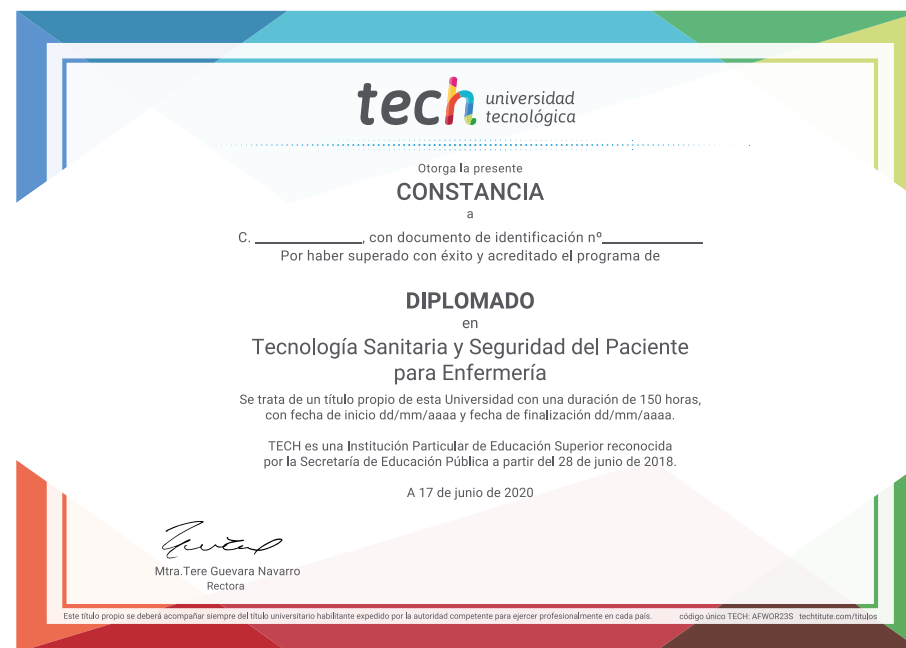 tech universidad
tecnológica
Otorga la presente
CONSTANCIA
a
C. ____________, con documento de identificación nº____________
Por haber superado con éxito y acreditado el programa de
DIPLOMADO
en
Tecnología Sanitaria y Seguridad del Paciente
para Enfermería
Se trata de un título propio de esta Universidad con una duración de 150 horas,
con fecha de inicio dd/mm/aaaa y fecha de finalización dd/mm/aaaa.
TECH es una Institución Particular de Educación Superior reconocida
por la Secretaría de Educación Pública a partir del 28 de junio de 2018.
A 17 de junio de 2020
Mtra.Tere Guevara Navarro
Rectora
Este título propio se deberá acompañar siempre del título universitario habilitante expedido por la autoridad competente para ejercer profesionalmente en cada país. código único TECH: AFWOR23S techtitute.com/titulos